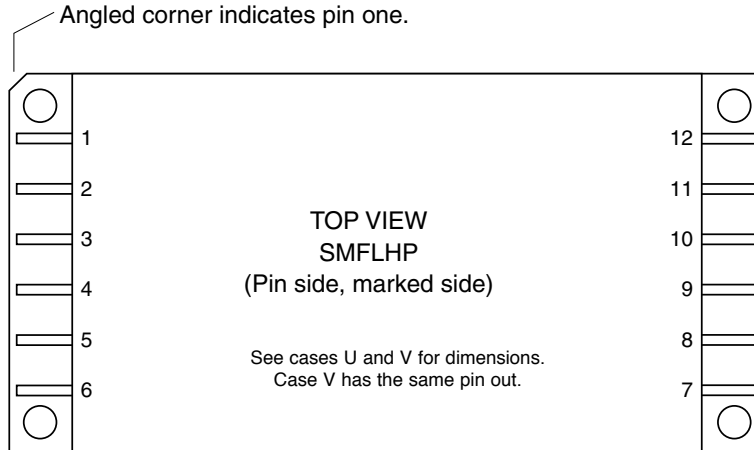 Angled corner indicates pin one.
1
12
2
11
TOP VIEW
3
SMFLHP
10
(Pin side, marked side)
4
9
5
8
See cases U and V for dimensions.
Case V has the same pin out.
6
7